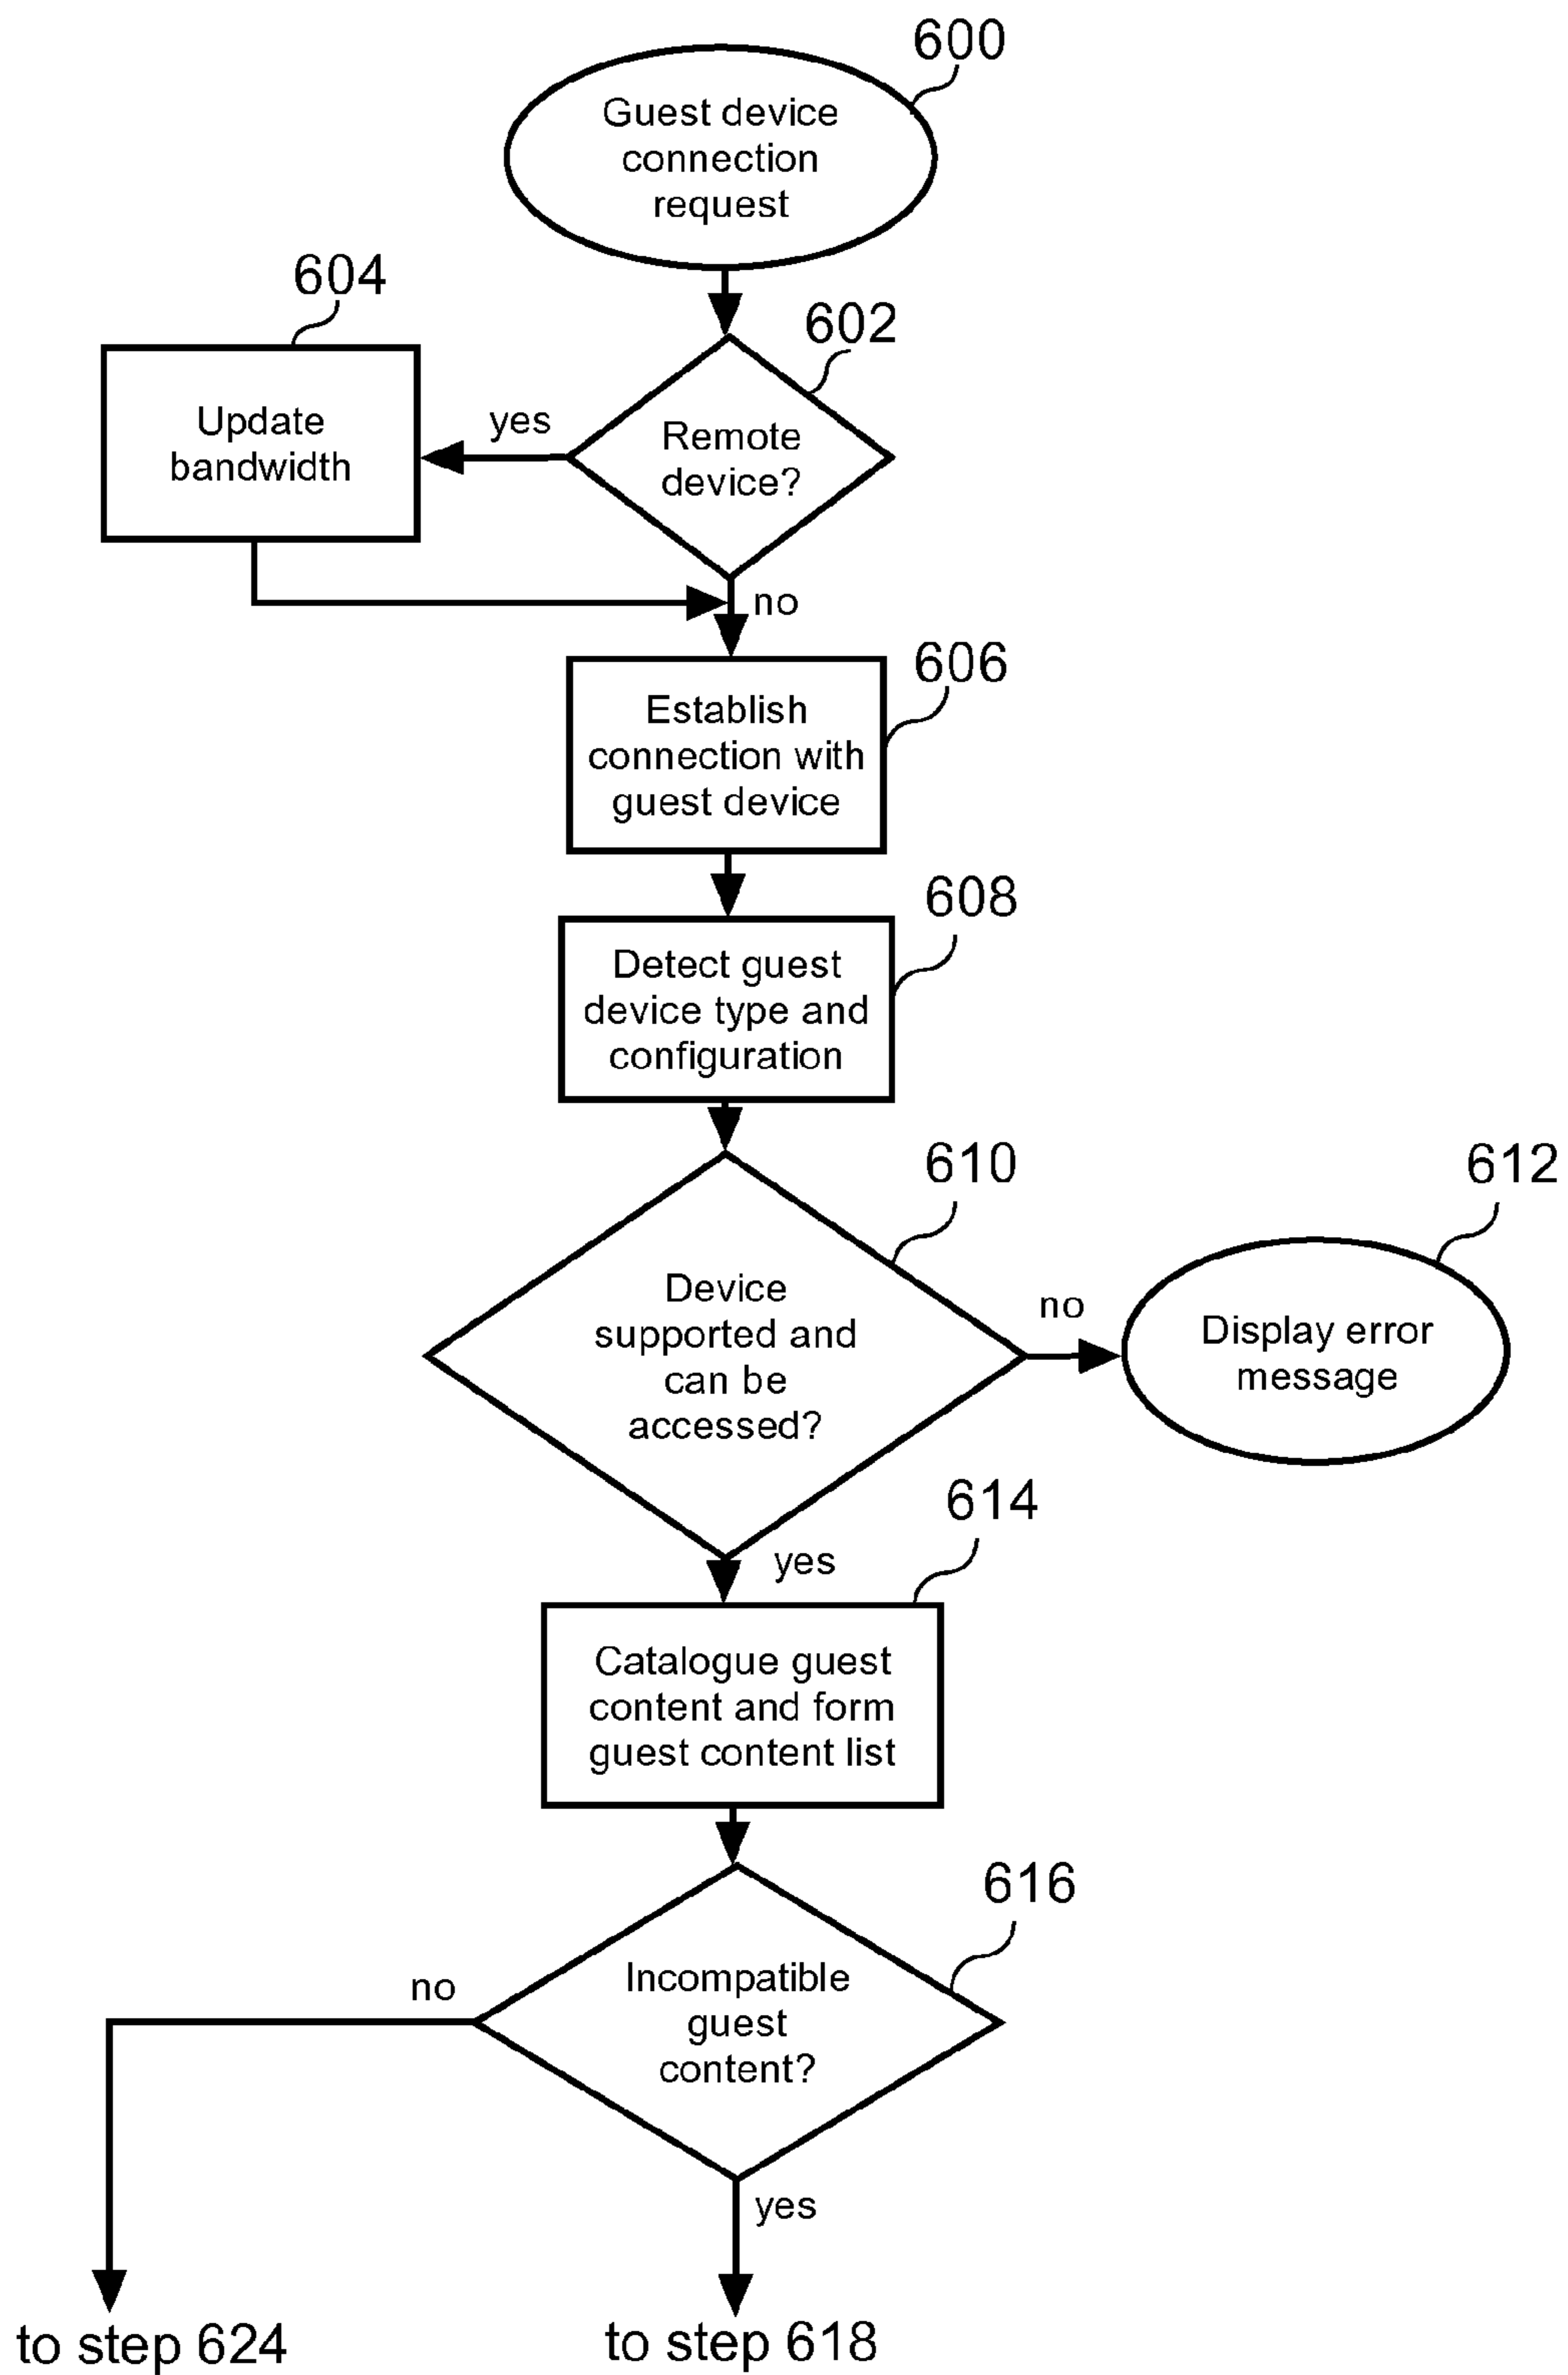 600
Guest device
connection
request
604
602
Update
bandwidth
yes
Remote
device?
no
606
Establish
connection with
guest device
608
Detect guest
device type and
configuration
610
612
Device
supported and
can be
accessed?
no
Display error
message
614
yes
Catalogue guest
content and form
guest content list
616
no
Incompatible
guest
content?
yes
to step 624
to step 618